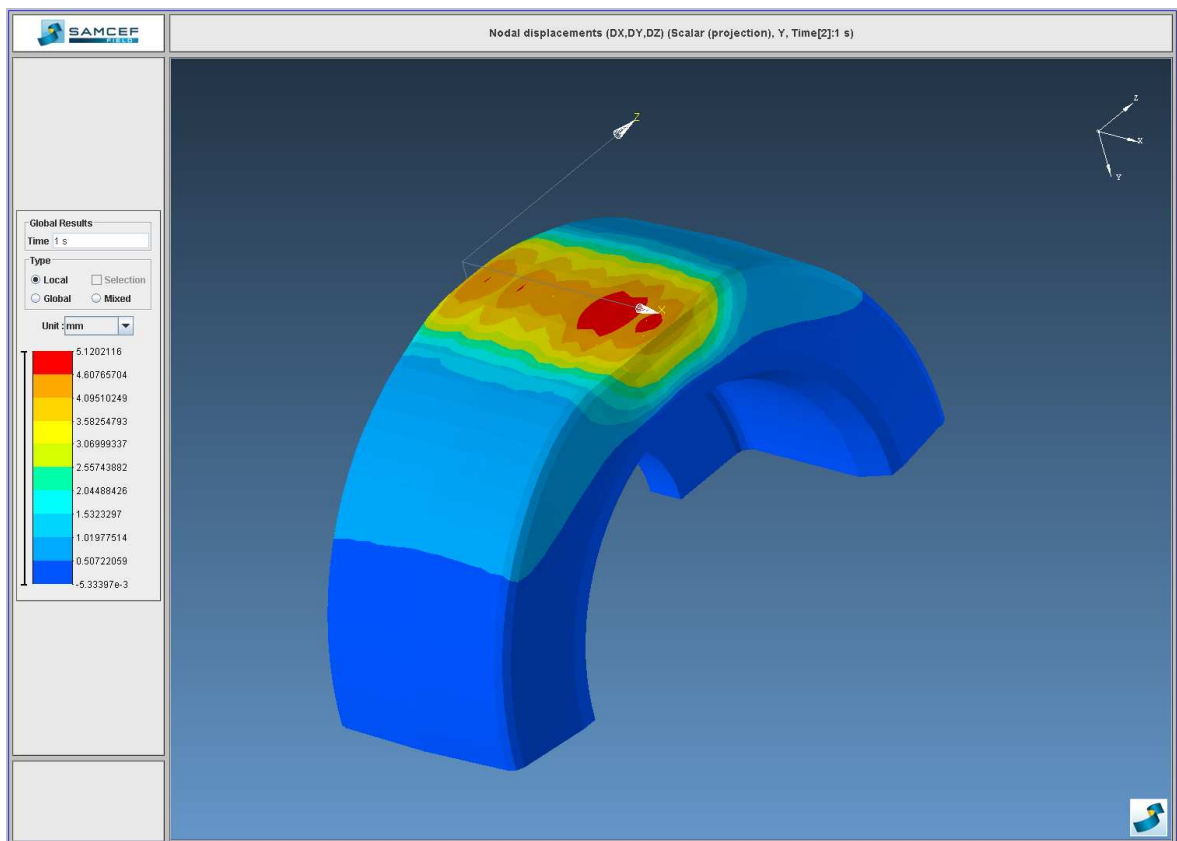 SAMCEF
FIELD
Nodal displacements (DX,DY,DZ) (Scalar (projection), Y, Time[2]:1 s)
Global Results
Time 1 s
Type
Local Selection
Global Mixed
Unit : mm
5.1202116
4.60765704
4.09510249
3.58254793
3.06999337
2.55743882
2.04488426
1.5323297
1.01977514
0.50722059
-5.33397e-3
Z
X
Z
X
Y